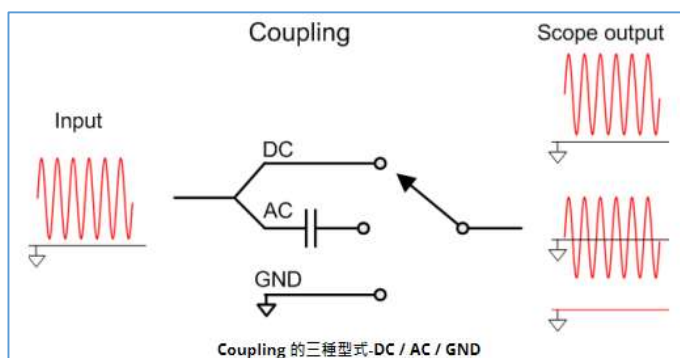 Coupling
Scope output
Input
DC
AC
GND
Coupling 的三種型式-DC / AC / GND